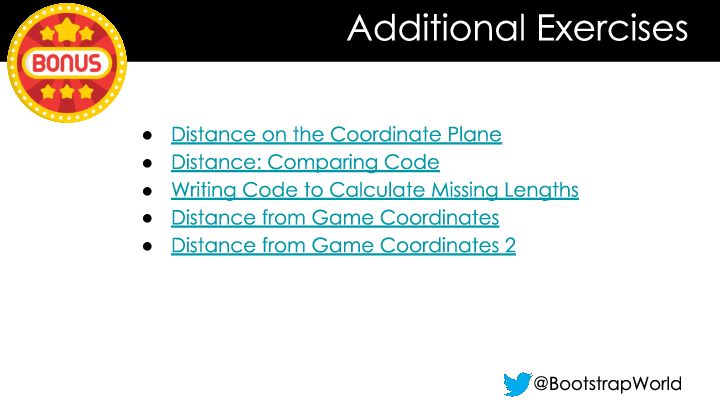 Additional Exercises
BONUS
● Distance on the Coordinate Plane
● Distance: Comparing Code
● Writing Code to Calculate Missing Lengths
● Distance from Game Coordinates
● Distance from Game Coordinates 2
@BootstrapWorld